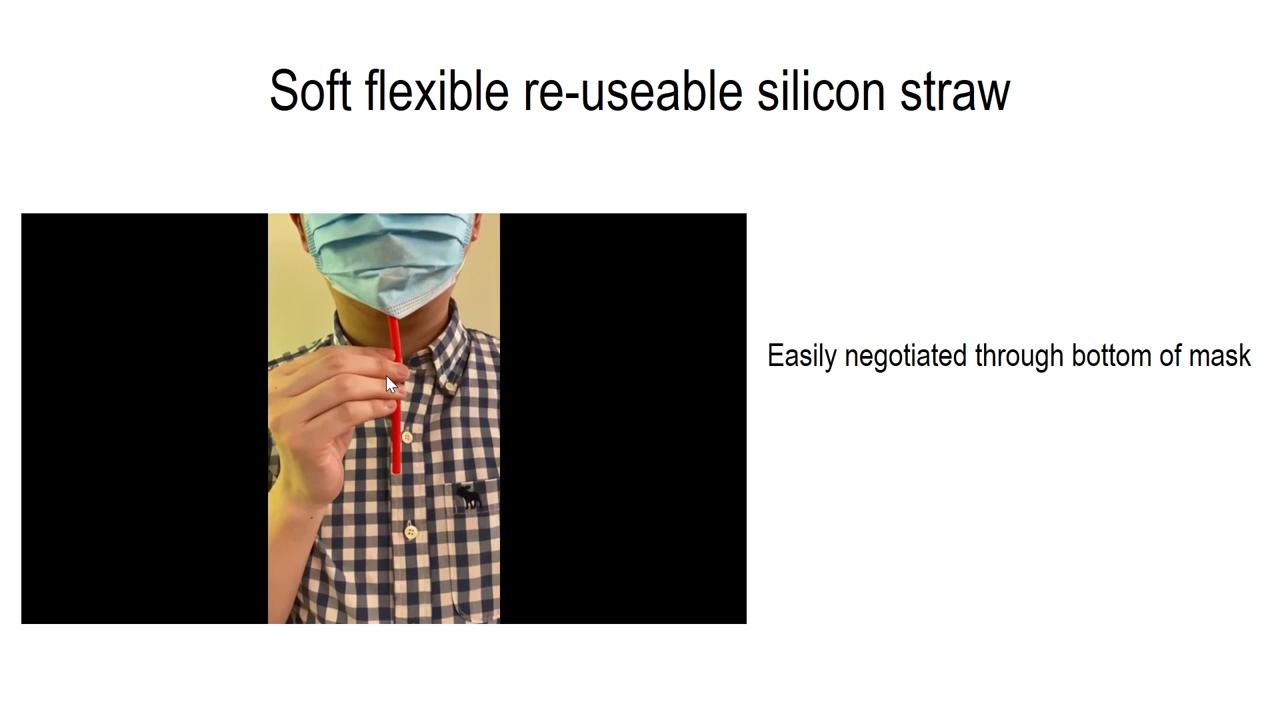 Soft flexible re-useable silicon straw
Easily negotiated through bottom of mask